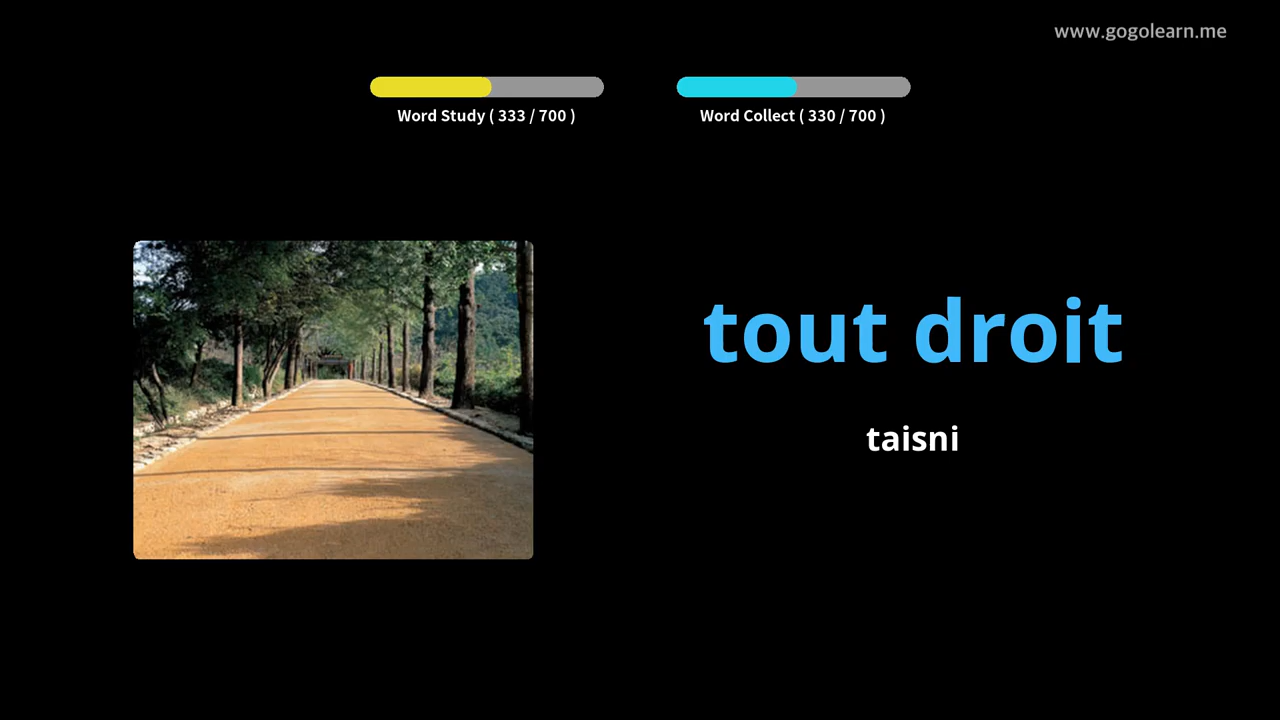 www.gogolearn.me
Word Study ( 333 / 700 )
Word Collect ( 330 / 700 )
tout droit
taisni